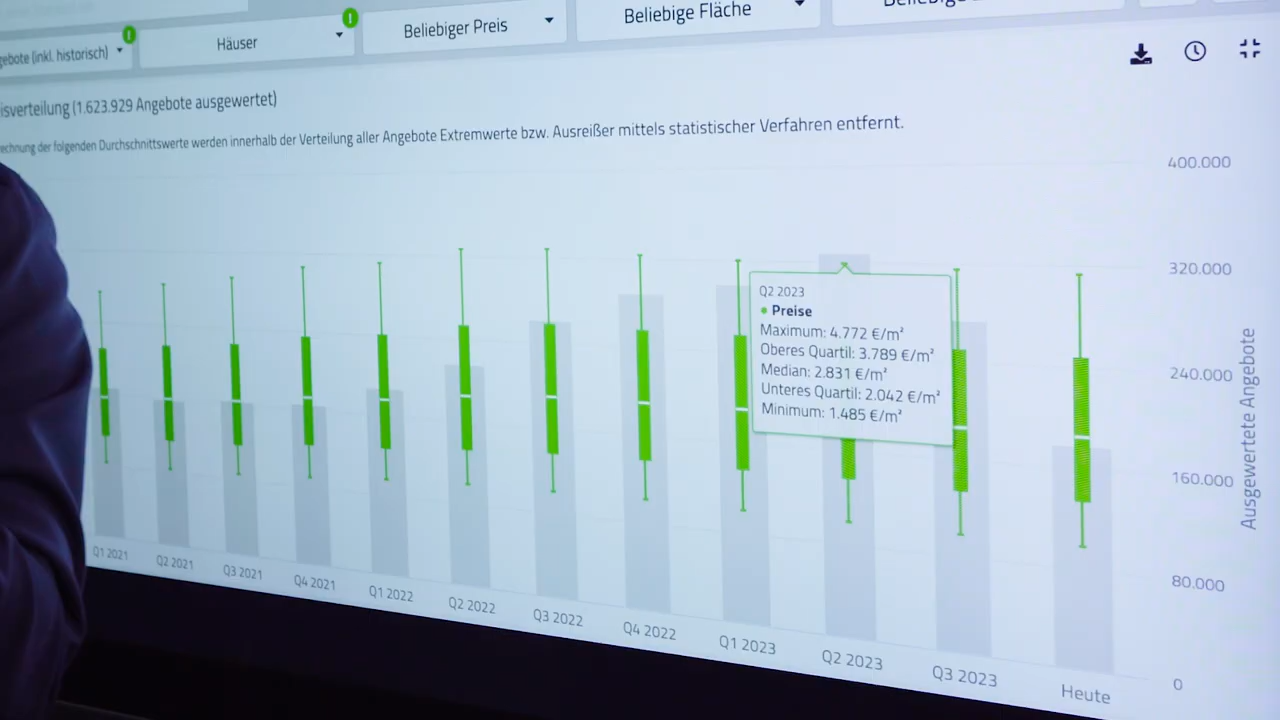 (inkl. historisch)
Häuser
Beliebiger Preis
Beliebige Fläche
(1.623.929 Angebote ausgewertet)
der folgenden Durchschnittswerte werden innerhalb der Verteilung aller Angebote Extremwerte bzw. Ausreißer mittels statistischer Verfahren entfernt.
400.000
320.000
240.000
160.000
80.000
0
Ausgewertete Angebote
Q2 2023
Preise
Maximum: 4.772 €/m²
Oberes Quartil: 3.789 €/m²
Median: 2.831 €/m²
Unteres Quartil: 2.042 €/m²
Minimum: 1.485 €/m²
Q1 2021
Q2 2021
Q3 2021
Q4 2021
Q1 2022
Q2 2022
Q3 2022
Q4 2022
Q1 2023
Q2 2023
Q3 2023
Heute